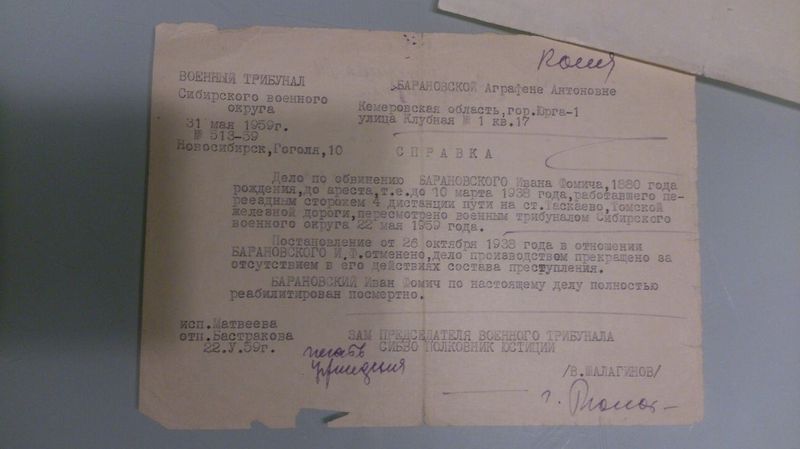 Копия
ВОЕННЫЙ ТРИБУНАЛ
Сибирского военного
округа
31 мая 1959г.
№ 513-59
Новосибирск,Гоголя,10
БАРАНОВСКОЙ Аграфене Антоновне
Кемеровская область,гор.Юрга-1
улица Клубная № 1 кв.17
СПРАВКА
Дело по обвинению БАРАНОВСКОГО Ивана Фомича,1880 года
рождения,до ареста,т.е.до 10 марта 1938 года,работавшего пе-
реездным сторожем 4 дистанции пути на ст.Таскаево,Томской
железной дороги,пересмотрено военным трибуналом Сибирского
военного округа 22 мая 1959 года.
Постановление от 26 октября 1938 года в отношении
БАРАНОВСКОГО И.Ф.отменено,дело производством прекращено за
отсутствием в его действиях состава преступления.
БАРАНОВСКИЙ Иван Фомич по настоящему делу полностью
реабилитирован посмертно.
исп.Матвеева
отп.Бастракова
22.У.59г.
печать
ЗАМ ПРЕДСЕДАТЕЛЯ ВОЕННОГО ТРИБУНАЛА
СИБВО ПОЛКОВНИК ЮСТИЦИИ
/В.ШАЛАГИНОВ/